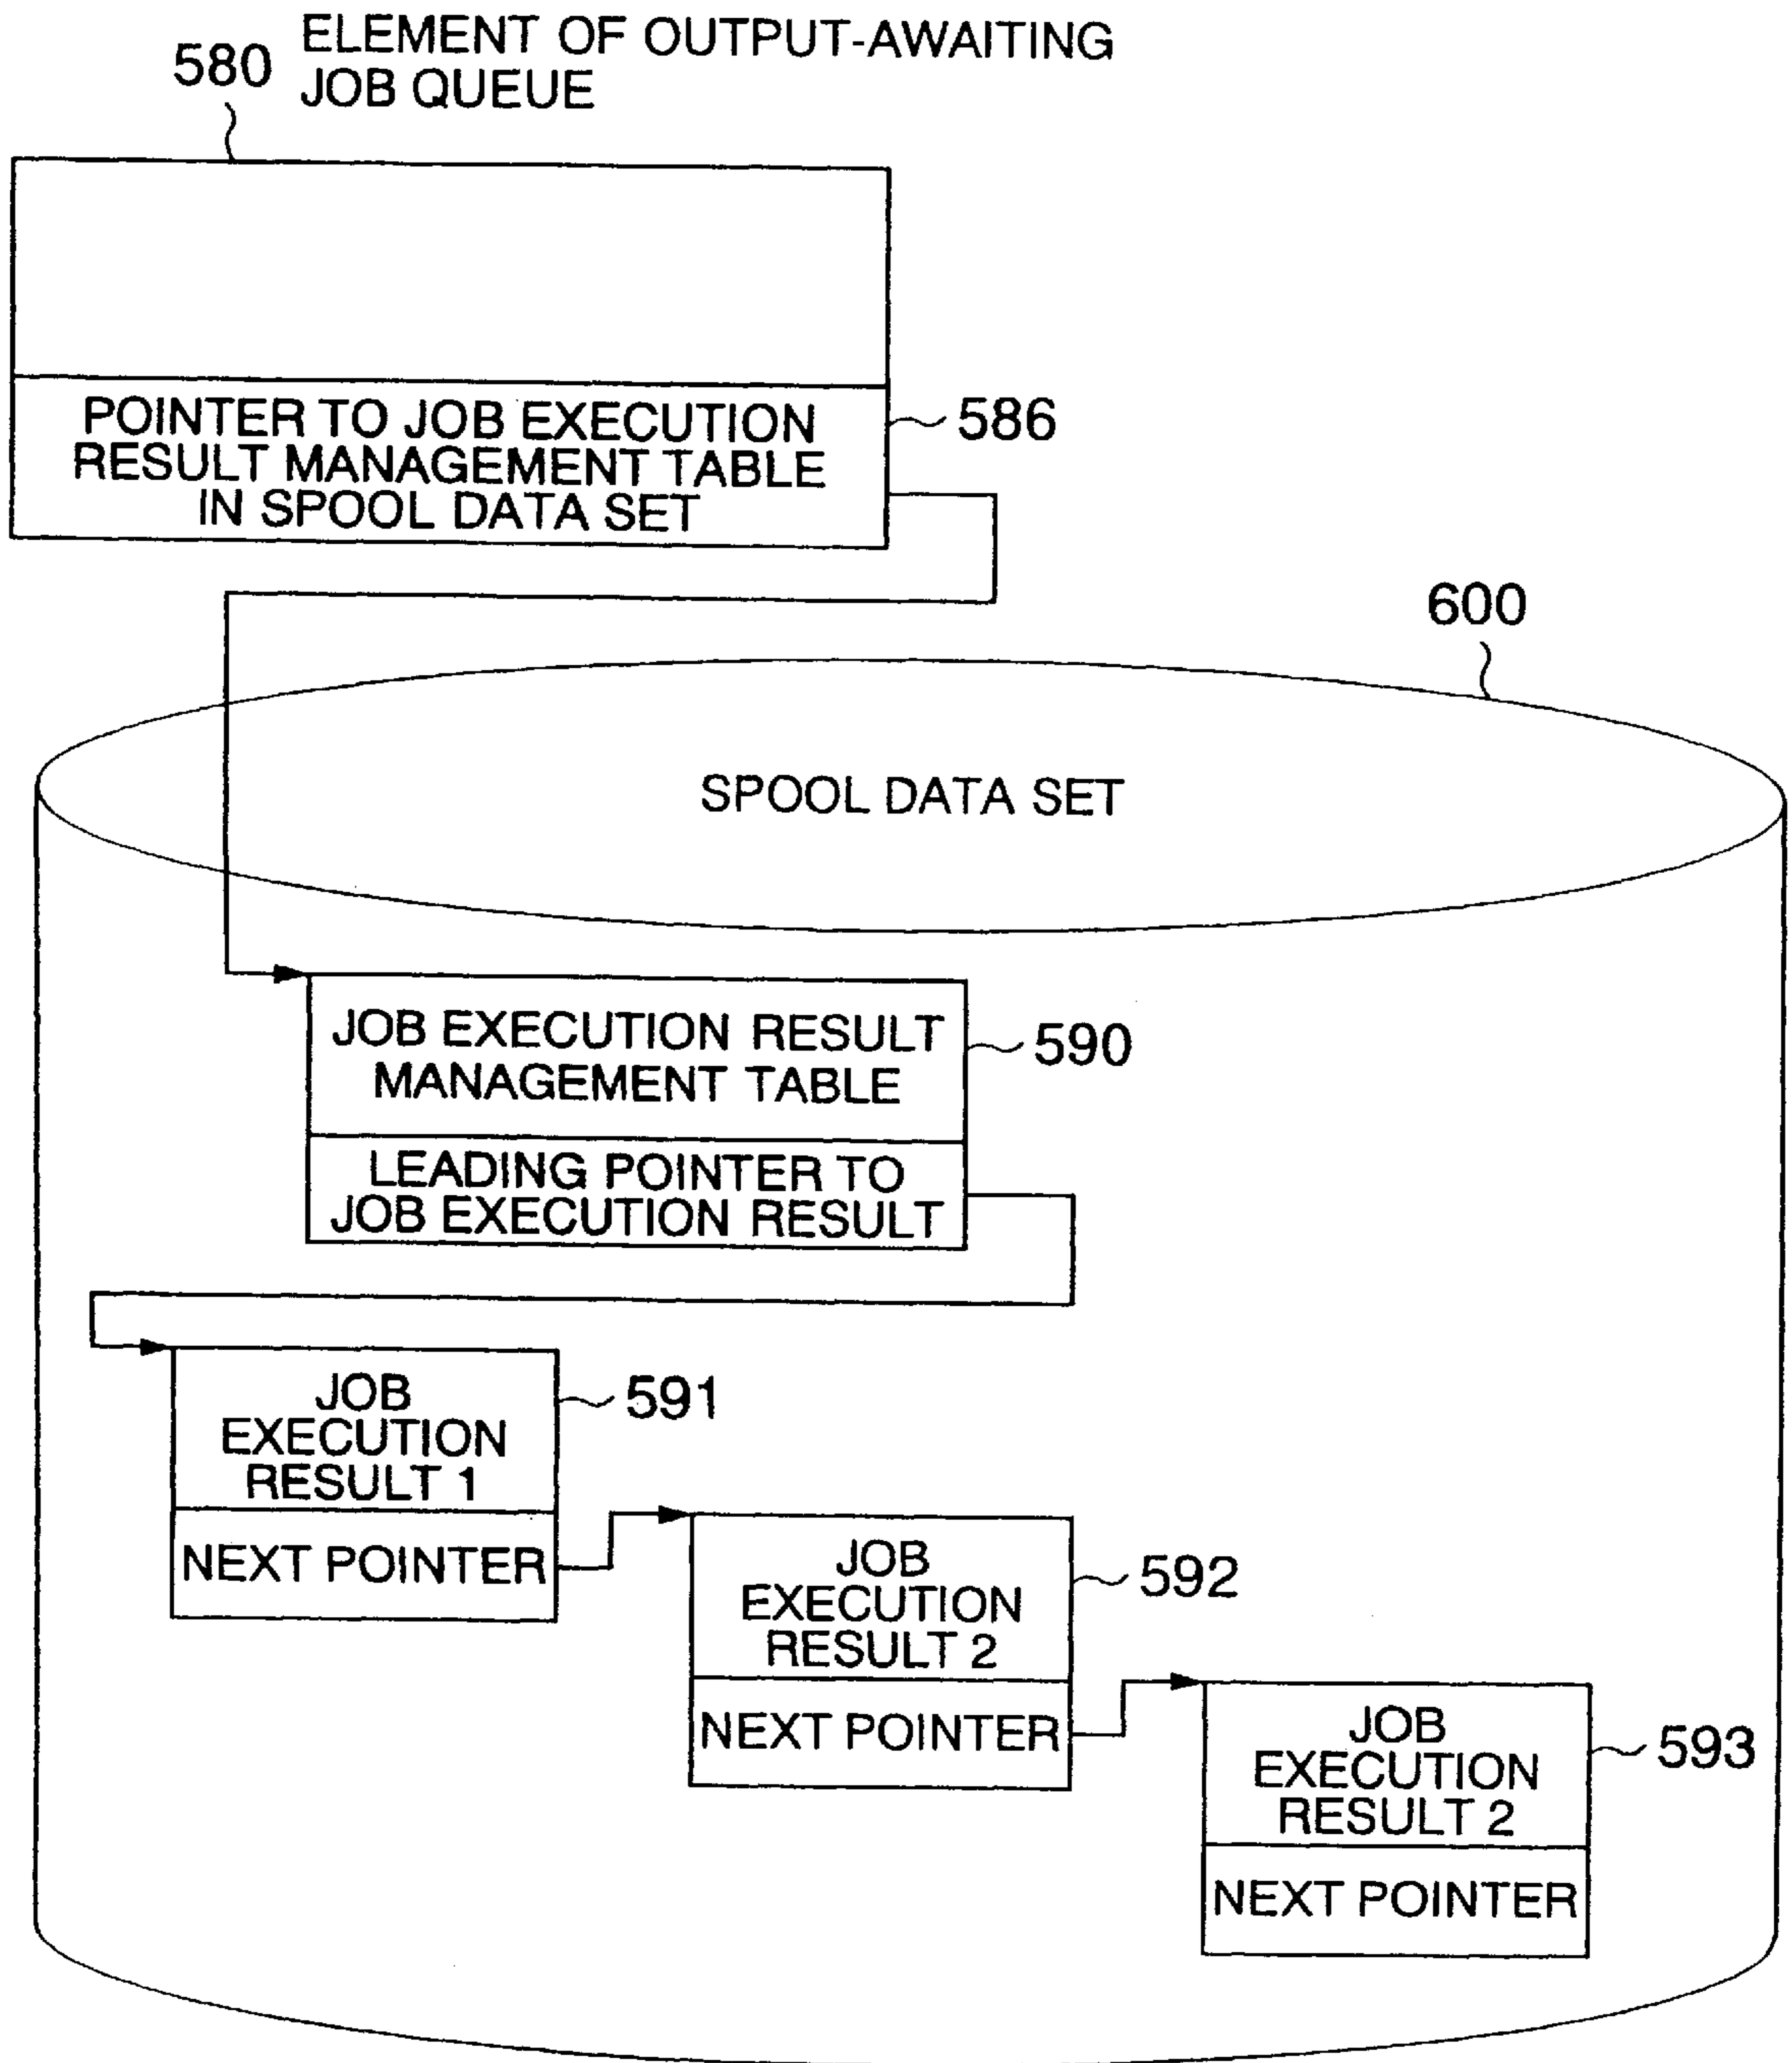 ELEMENT OF OUTPUT-AWAITING
580
JOB QUEUE
POINTER TO JOB EXECUTION
RESULT MANAGEMENT TABLE
IN SPOOL DATA SET
586
600
SPOOL DATA SET
JOB EXECUTION RESULT
MANAGEMENT TABLE
590
LEADING POINTER TO
JOB EXECUTION RESULT
JOB
EXECUTION
RESULT 1
591
NEXT POINTER
JOB
EXECUTION
RESULT 2
592
NEXT POINTER
JOB
EXECUTION
RESULT 2
593
NEXT POINTER